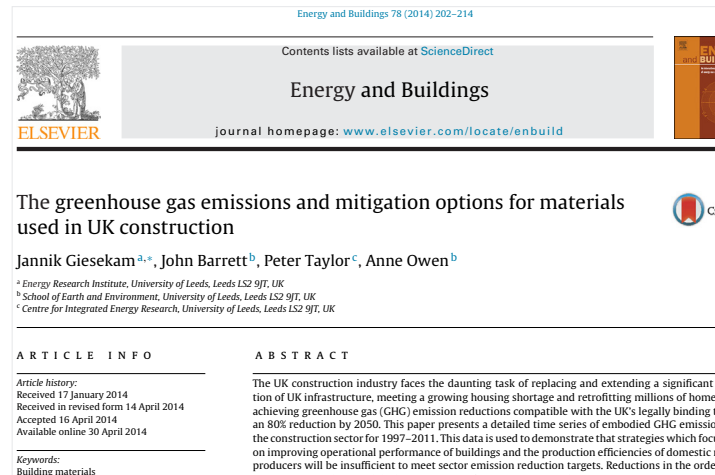 Energy and Buildings 78 (2014) 202–214
Contents lists available at ScienceDirect
Energy and Buildings
journal homepage: www.elsevier.com/locate/enbuild
ELSEVIER
The greenhouse gas emissions and mitigation options for materials
used in UK construction
Jannik Giesekam a,∗, John Barrett b, Peter Taylor c, Anne Owen b
a Energy Research Institute, University of Leeds, Leeds LS2 9JT, UK
b School of Earth and Environment, University of Leeds, Leeds LS2 9JT, UK
c Centre for Integrated Energy Research, University of Leeds, Leeds LS2 9JT, UK
ARTICLE INFO
Article history:
Received 17 January 2014
Received in revised form 14 April 2014
Accepted 16 April 2014
Available online 30 April 2014
Keywords:
Building materials
ABSTRACT
The UK construction industry faces the daunting task of replacing and extending a significant
tion of UK infrastructure, meeting a growing housing shortage and retrofitting millions of home
achieving greenhouse gas (GHG) emission reductions compatible with the UK's legally binding t
an 80% reduction by 2050. This paper presents a detailed time series of embodied GHG emissio
the construction sector for 1997–2011. This data is used to demonstrate that strategies which focu
on improving operational performance of buildings and the production efficiencies of domestic
producers will be insufficient to meet sector emission reduction targets. Reductions in the orde